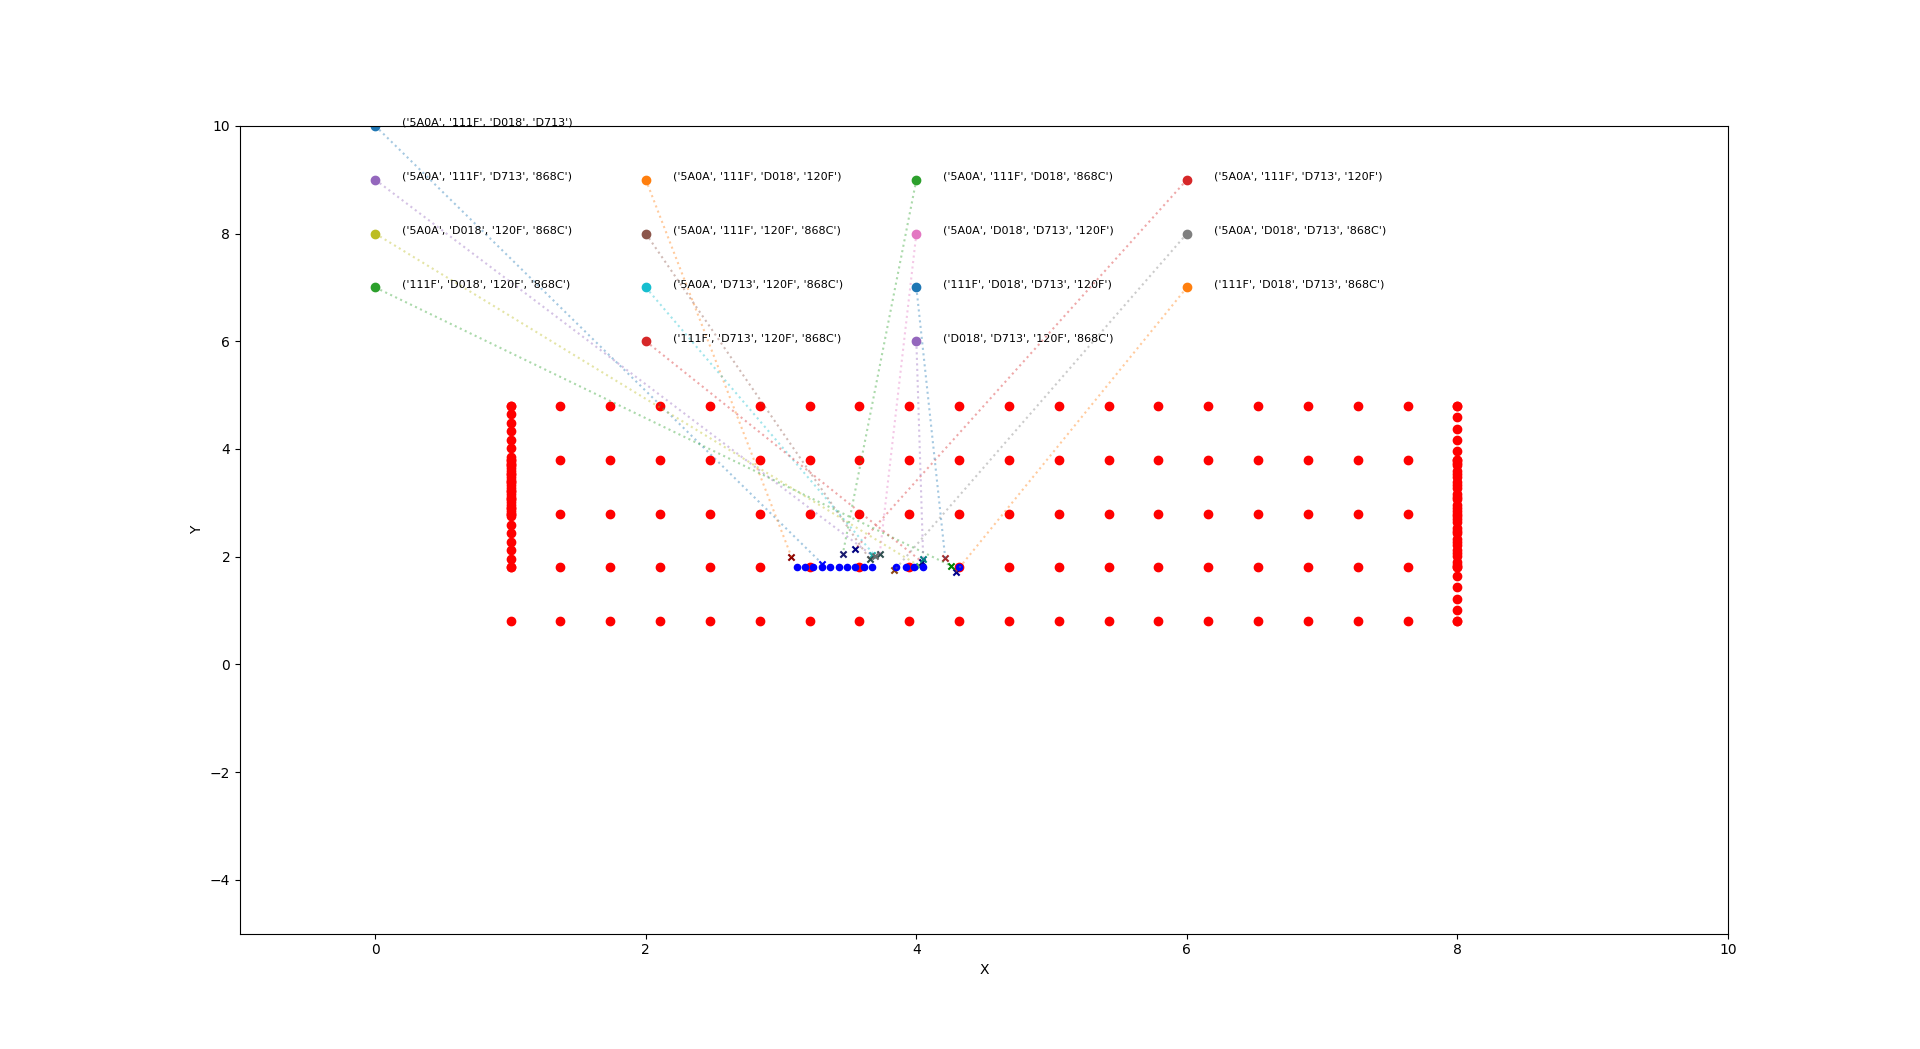 10
('5A0A', '111F', 'D018', 'D713')
('5A0A', '111F', 'D713', '868C')
('5A0A', '111F', 'D018', '120F')
('5A0A', '111F', 'D018', '868C')
('5A0A', '111F', 'D713', '120F')
8
('5A0A', 'D018', '120F', '868C')
('5A0A', '111F', '120F', '868C')
('5A0A', 'D018', 'D713', '120F')
('5A0A', 'D018', 'D713', '868C')
('111F', 'D018', '120F', '868C')
('5A0A', 'D713', '120F', '868C')
('111F', 'D018', 'D713', '120F')
('111F', 'D018', 'D713', '868C')
6
('111F', 'D713', '120F', '868C')
('D018', 'D713', '120F', '868C')
4
Y
2
0
−2
−4
0 2 4 6 8 10
X